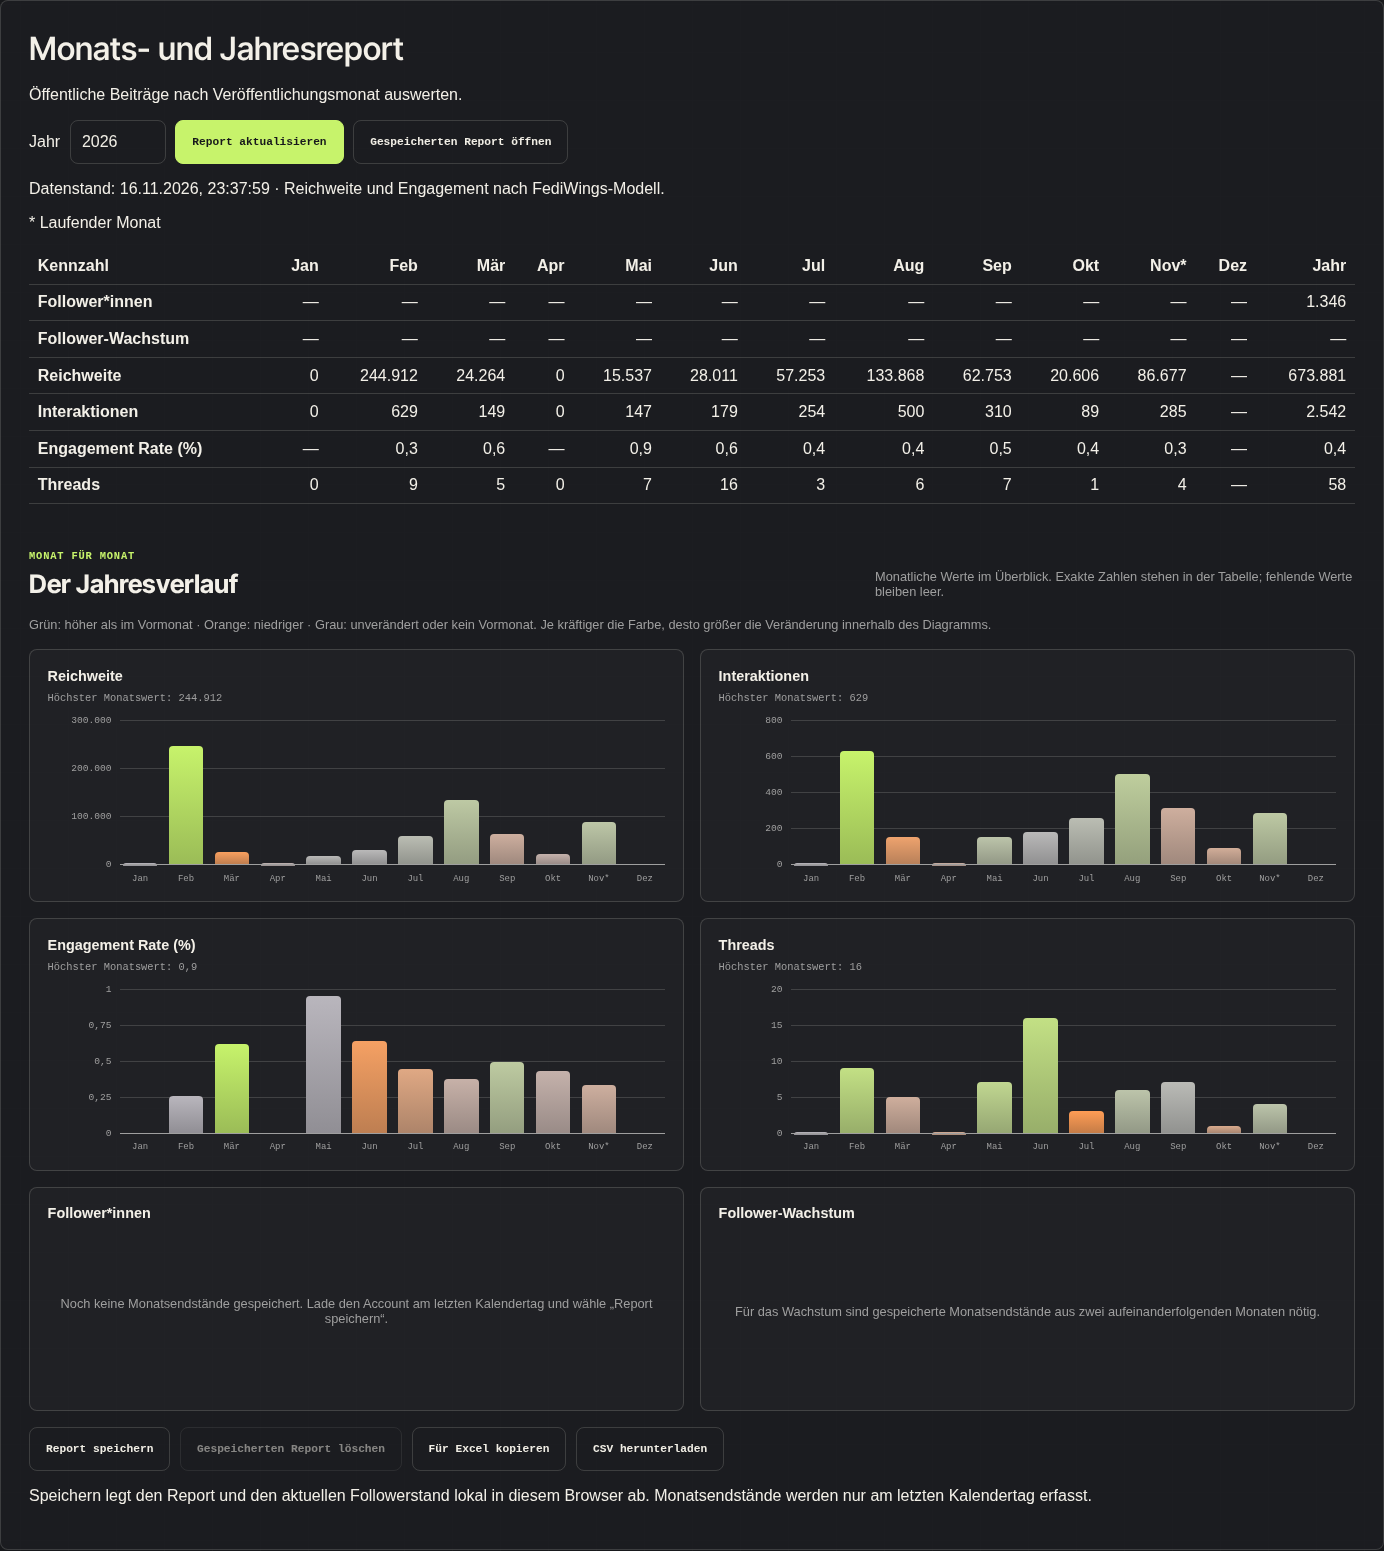 Monats- und Jahresreport
Öffentliche Beiträge nach Veröffentlichungsmonat auswerten.
Jahr 2026 Report aktualisieren Gespeicherten Report öffnen
Datenstand: 16.11.2026, 23:37:59 · Reichweite und Engagement nach FediWings-Modell.
* Laufender Monat
Kennzahl Jan Feb Mär Apr Mai Jun Jul Aug Sep Okt Nov* Dez Jahr
Follower*innen — — — — — — — — — — — — 1.346
Follower-Wachstum — — — — — — — — — — — — —
Reichweite 0 244.912 24.264 0 15.537 28.011 57.253 133.868 62.753 20.606 86.677 — 673.881
Interaktionen 0 629 149 0 147 179 254 500 310 89 285 — 2.542
Engagement Rate (%) — 0,3 0,6 — 0,9 0,6 0,4 0,4 0,5 0,4 0,3 — 0,4
Threads 0 9 5 0 7 16 3 6 7 1 4 — 58
MONAT FÜR MONAT
Der Jahresverlauf
Monatliche Werte im Überblick. Exakte Zahlen stehen in der Tabelle; fehlende Werte
bleiben leer.
Grün: höher als im Vormonat · Orange: niedriger · Grau: unverändert oder kein Vormonat. Je kräftiger die Farbe, desto größer die Veränderung innerhalb des Diagramms.
Reichweite
Höchster Monatswert: 244.912
300.000
200.000
100.000
0
Jan Feb Mär Apr Mai Jun Jul Aug Sep Okt Nov* Dez
Interaktionen
Höchster Monatswert: 629
800
600
400
200
0
Jan Feb Mär Apr Mai Jun Jul Aug Sep Okt Nov* Dez
Engagement Rate (%)
Höchster Monatswert: 0,9
1
0,75
0,5
0,25
0
Jan Feb Mär Apr Mai Jun Jul Aug Sep Okt Nov* Dez
Threads
Höchster Monatswert: 16
20
15
10
5
0
Jan Feb Mär Apr Mai Jun Jul Aug Sep Okt Nov* Dez
Follower*innen
Noch keine Monatsendstände gespeichert. Lade den Account am letzten Kalendertag und wähle „Report
speichern“.
Follower-Wachstum
Für das Wachstum sind gespeicherte Monatsendstände aus zwei aufeinanderfolgenden Monaten nötig.
Report speichern Gespeicherten Report löschen Für Excel kopieren CSV herunterladen
Speichern legt den Report und den aktuellen Followerstand lokal in diesem Browser ab. Monatsendstände werden nur am letzten Kalendertag erfasst.